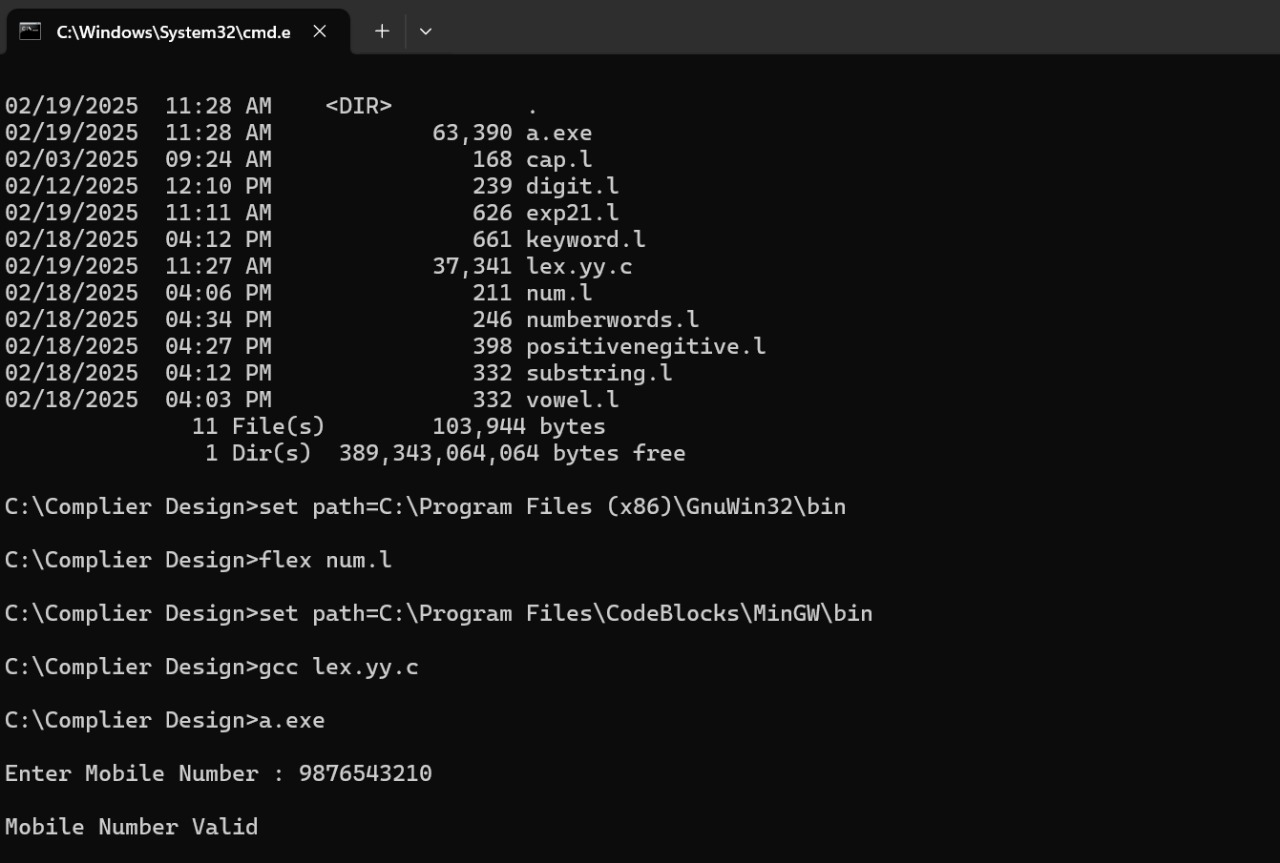 C:\Windows\System32\cmd.e
02/19/2025  11:28 AM    <DIR>          .
02/19/2025  11:28 AM            63,390 a.exe
02/03/2025  09:24 AM               168 cap.l
02/12/2025  12:10 PM               239 digit.l
02/19/2025  11:11 AM               626 exp21.l
02/18/2025  04:12 PM               661 keyword.l
02/19/2025  11:27 AM            37,341 lex.yy.c
02/18/2025  04:06 PM               211 num.l
02/18/2025  04:34 PM               246 numberwords.l
02/18/2025  04:27 PM               398 positivenegitive.l
02/18/2025  04:12 PM               332 substring.l
02/18/2025  04:03 PM               332 vowel.l
              11 File(s)        103,944 bytes
               1 Dir(s)  389,343,064,064 bytes free
C:\Complier Design>set path=C:\Program Files (x86)\GnuWin32\bin
C:\Complier Design>flex num.l
C:\Complier Design>set path=C:\Program Files\CodeBlocks\MinGW\bin
C:\Complier Design>gcc lex.yy.c
C:\Complier Design>a.exe
Enter Mobile Number : 9876543210
Mobile Number Valid